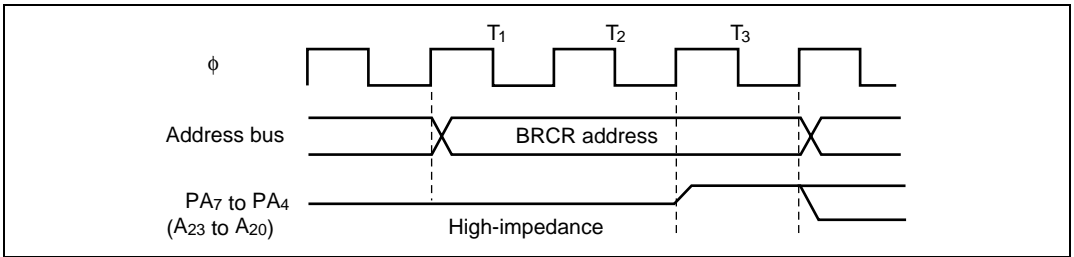 T1 T2 T3
φ
Address bus BRCR address
PA7 to PA4
(A23 to A20) High-impedance